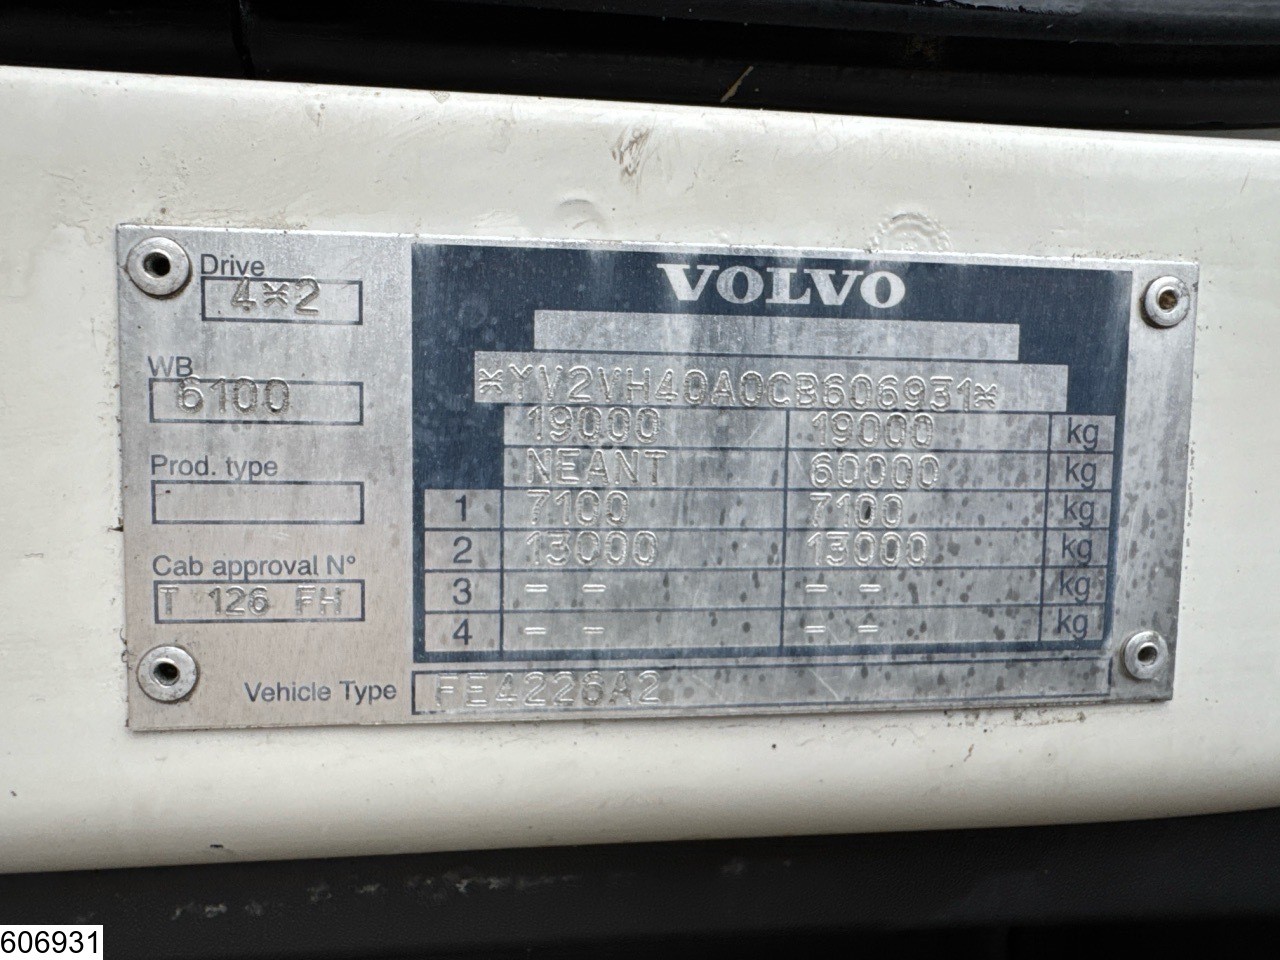 Drive
4*2
WB
6100
Prod. type
Cab approval N°
T 126 FH
VOLVO
*YV2VH40A0CB606931*
19000 19000 kg
NEANT 60000 kg
1 7100 7100 kg
2 13000 13000 kg
3 - - - - kg
4 - - - - kg
Vehicle Type FE4226A2
606931